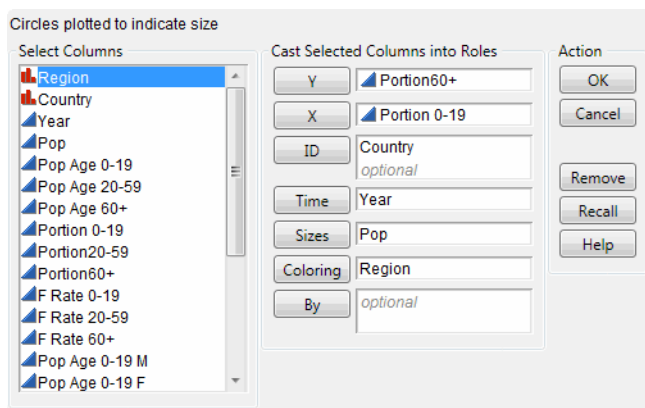 Circles plotted to indicate size
Select Columns
Region
Country
Year
Pop
Pop Age 0-19
Pop Age 20-59
Pop Age 60+
Portion 0-19
Portion20-59
Portion60+
F Rate 0-19
F Rate 20-59
F Rate 60+
Pop Age 0-19 M
Pop Age 0-19 F
Cast Selected Columns into Roles
Y Portion60+
X Portion 0-19
ID Country
optional
Time Year
Sizes Pop
Coloring Region
By optional
Action
OK
Cancel
Remove
Recall
Help